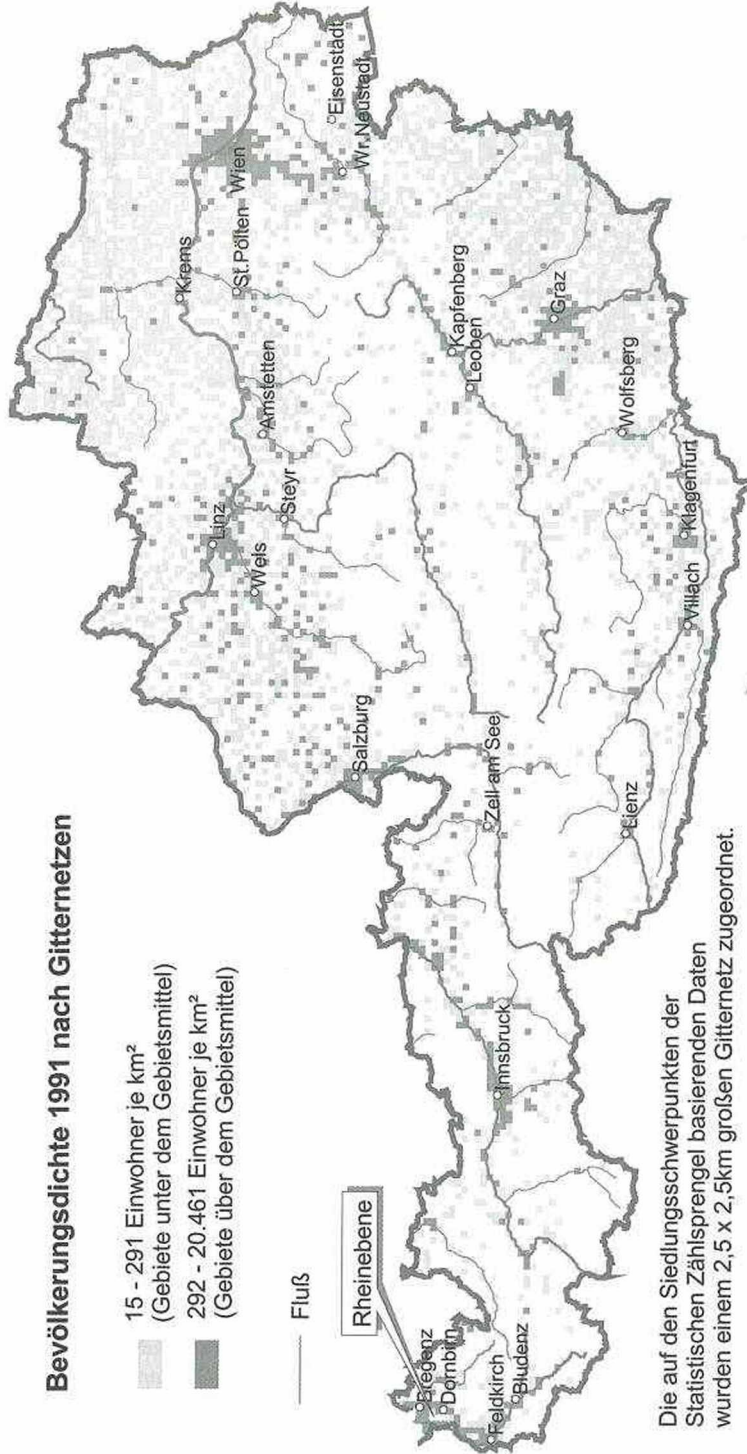 Bevölkerungsdichte 1991 nach Gitternetzen
15 - 291 Einwohner je km²
(Gebiete unter dem Gebietsmittel)
292 - 20.461 Einwohner je km²
(Gebiete über dem Gebietsmittel)
Fluß
Rheinebene
Bregenz
Dornbirn
Feldkirch
Bludenz
Innsbruck
Zell am See
Lienz
Salzburg
Wels
Linz
Steyr
Amstetten
Krems
St.Pölten
Wien
Eisenstadt
Wr.Neustadt
Kapfenberg
Leoben
Graz
Wolfsberg
Klagenfurt
Villach
Die auf den Siedlungsschwerpunkten der
Statistischen Zählsprengel basierenden Daten
wurden einem 2,5 x 2,5km großen Gitternetz zugeordnet.